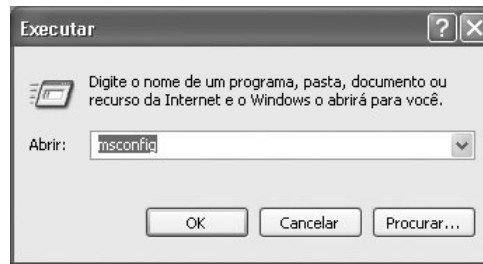 Executar
Digite o nome de um programa, pasta, documento ou
recurso da Internet e o Windows o abrirá para você.
Abrir: msconfig
OK Cancelar Procurar...